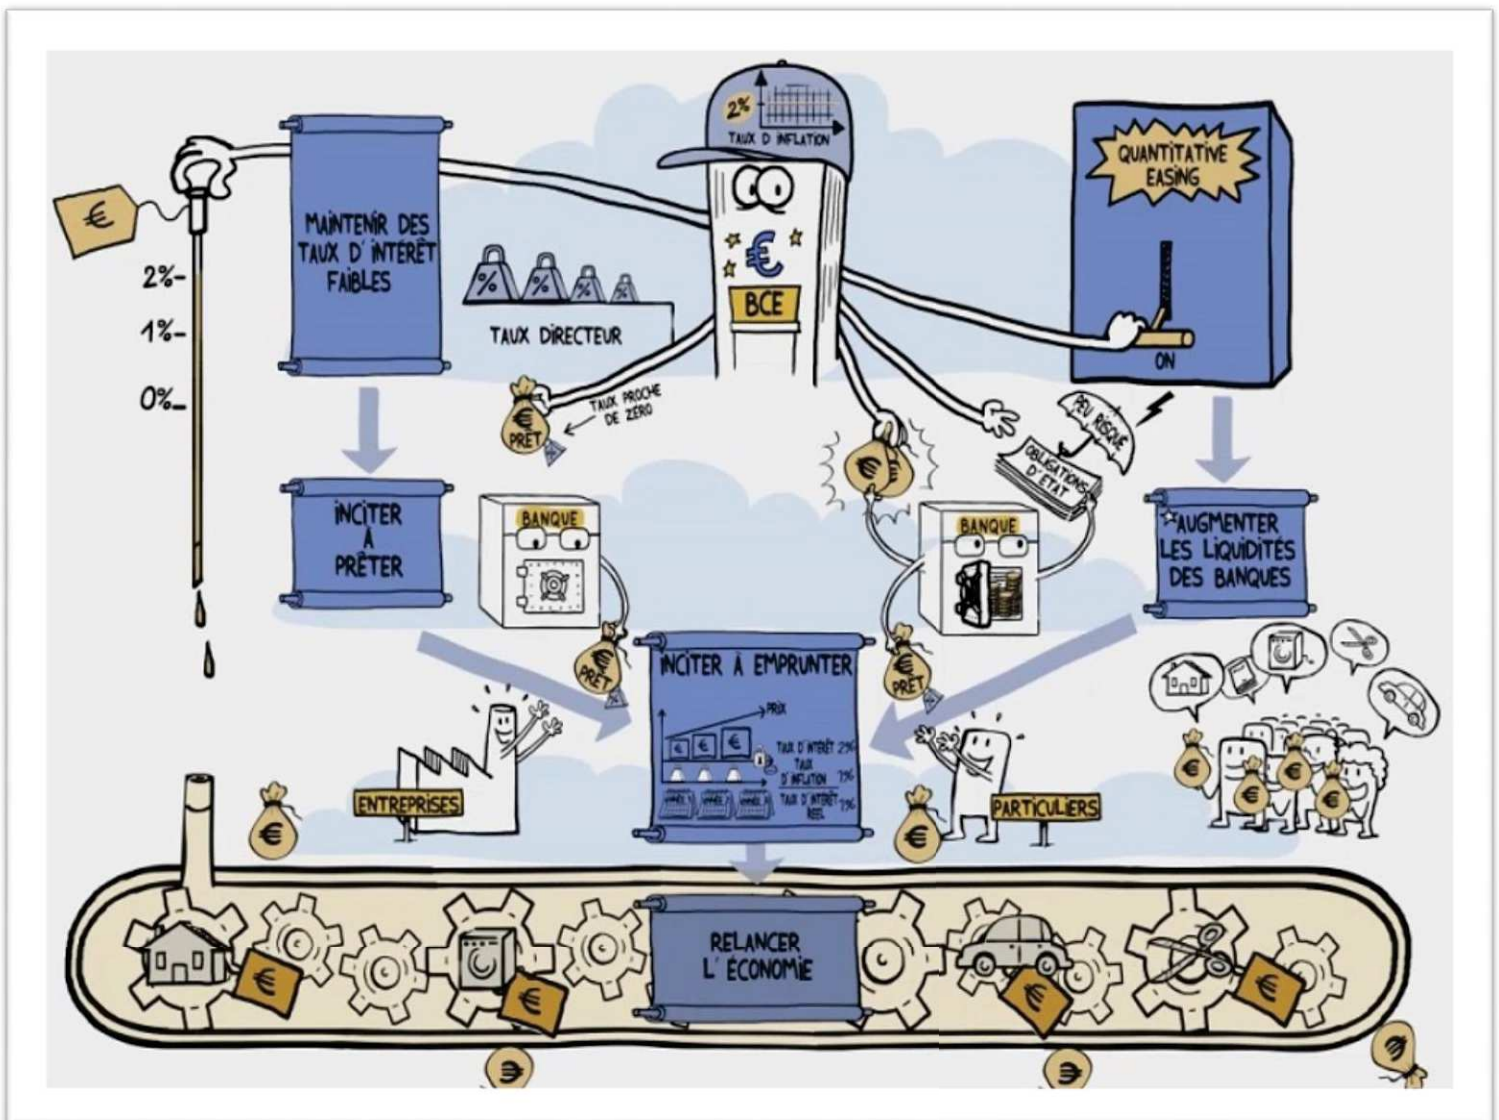 2%
TAUX D INFLATION
QUANTITATIVE
EASING
€
MAINTENIR DES
TAUX D'INTÉRÊT
FAIBLES
2%-
1%-
0%-
% % % %
TAUX DIRECTEUR
€
BCE
ON
TAUX PROCHE
DE ZÉRO
€
PRÊT
€
PEU RISQUÉ
OBLIGATIONS
D'ETAT
INCITER
À
PRÊTER
BANQUE
BANQUE
AUGMENTER
LES LIQUIDITÉS
DES BANQUES
€
PRÊT
€
PRÊT
INCITER À EMPRUNTER
PRIX
€ € €
TAUX D'INTÉRÊT
TAUX
D'INFLATION
TAUX D'INTÉRÊT
RÉEL
ENTREPRISES
€
PARTICULIERS
€
€ € € €
RELANCER
L'ÉCONOMIE
€ € € €
€ € €